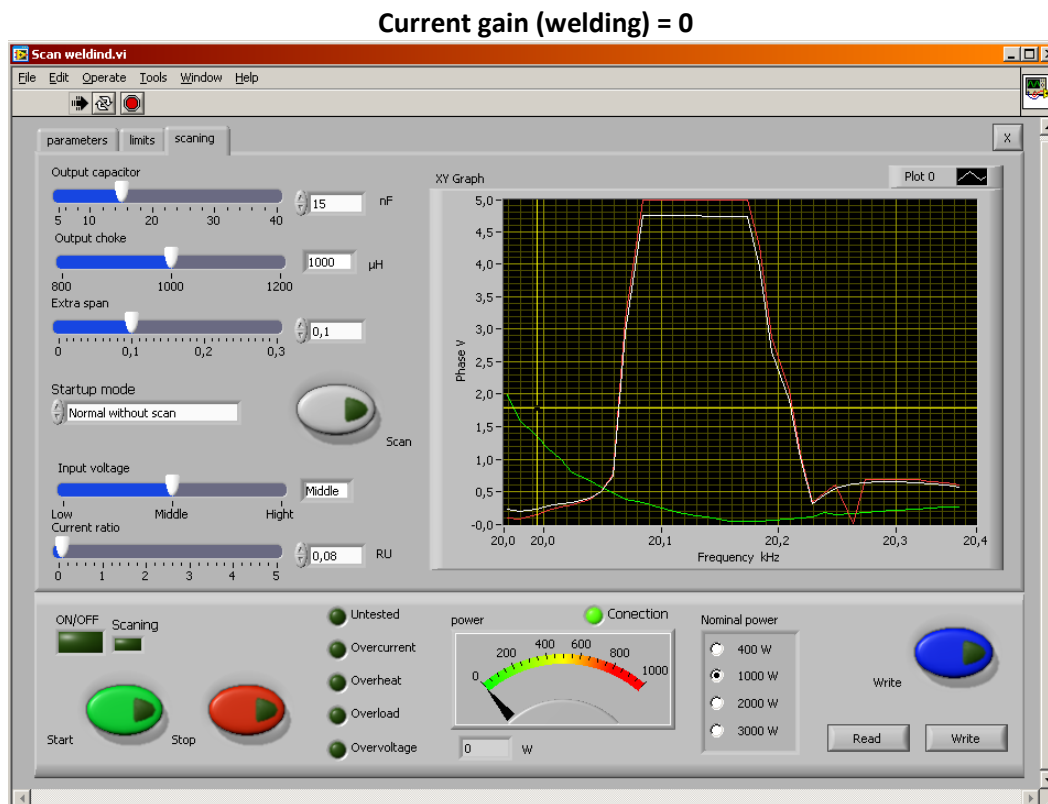 Current gain (welding) = 0
Scan weldind.vi
File Edit Operate Tools Window Help
parameters limits scaning X
Output capacitor
15 nF
5 10 20 30 40
Output choke
1000 µH
800 1000 1200
Extra span
0,1
0 0,1 0,2 0,3
Startup mode
Normal without scan
Scan
Input voltage
Middle
Low Middle Hight
Current ratio
0,08 RU
0 1 2 3 4 5
XY Graph Plot 0
5,0
4,5
4,0
3,5
3,0
2,5
2,0
1,5
1,0
0,5
-0,0
Phase V
20,0 20,0 20,1 20,2 20,3 20,4
Frequency kHz
ON/OFF Scaning
Start Stop
Untested
Overcurrent
Overheat
Overload
Overvoltage
power Conection
0 200 400 600 800 1000
0 W
Nominal power
400 W
1000 W
2000 W
3000 W
Write
Read Write